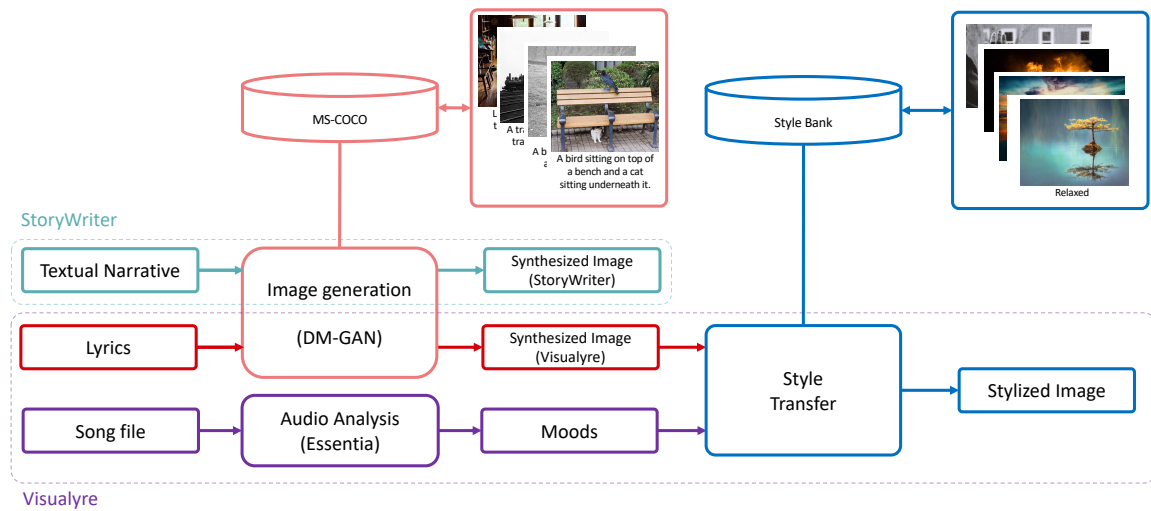 MS-COCO
L
t
A tra
tra
A b
a
A bird sitting on top of
a bench and a cat
sitting underneath it.
Style Bank
Relaxed
StoryWriter
Textual Narrative
Image generation
(DM-GAN)
Synthesized Image
(StoryWriter)
Lyrics
Synthesized Image
(Visualyre)
Style
Transfer
Stylized Image
Song file
Audio Analysis
(Essentia)
Moods
Visualyre